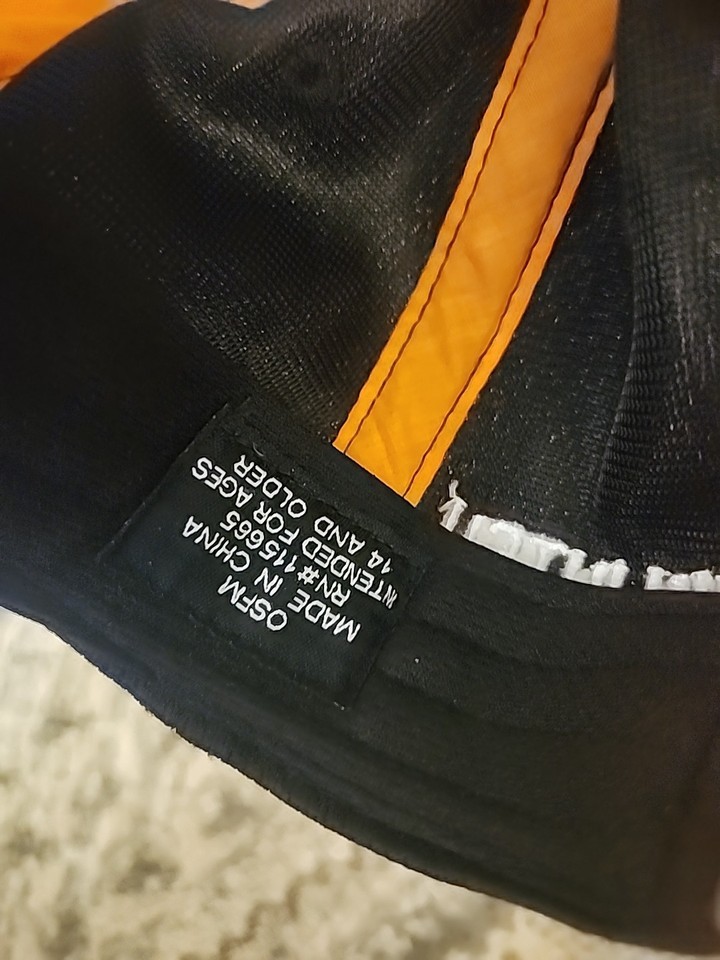 OSFM
MADE IN CHINA
RN#115665
INTENDED FOR AGES
14 AND OLDER